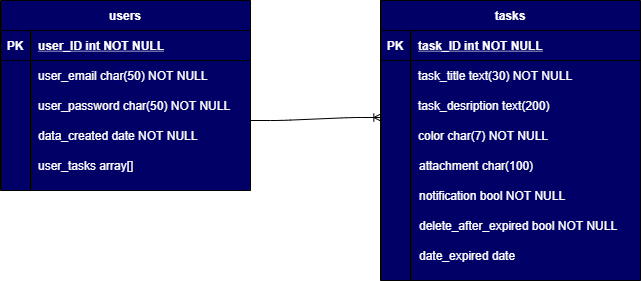 users
PK user_ID int NOT NULL
user_email char(50) NOT NULL
user_password char(50) NOT NULL
data_created date NOT NULL
user_tasks array[]
tasks
PK task_ID int NOT NULL
task_title text(30) NOT NULL
task_desription text(200)
color char(7) NOT NULL
attachment char(100)
notification bool NOT NULL
delete_after_expired bool NOT NULL
date_expired date